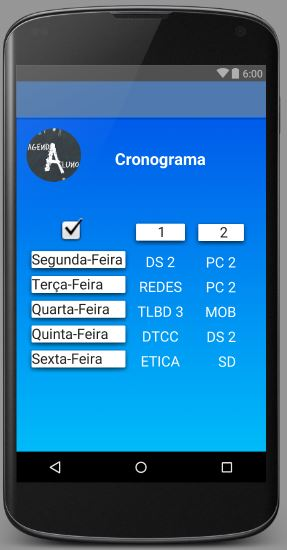 6:00
AGENDA
ALUNO
Cronograma
1 2
Segunda-Feira DS 2 PC 2
Terça-Feira REDES PC 2
Quarta-Feira TLBD 3 MOB
Quinta-Feira DTCC DS 2
Sexta-Feira ETICA SD